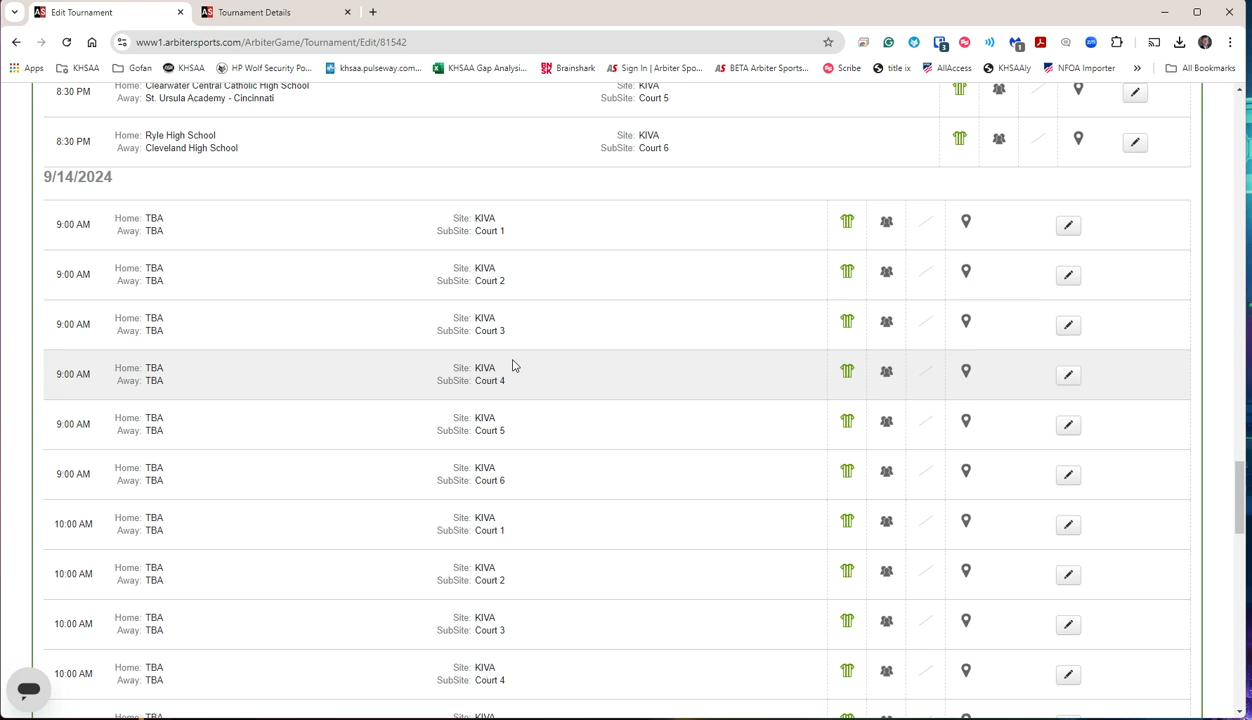 Edit Tournament
Tournament Details
www1.arbitersports.com/ArbiterGame/Tournament/Edit/81542
Apps KHSAA Gofan KHSAA HP Wolf Security Po... khsaa.pulseway.com... KHSAA Gap Analysi... Brainshark Sign In | Arbiter Spo... BETA Arbiter Sports... Scribe title ix AllAccess KHSAAly NFOA Importer » All Bookmarks
8:30 PM Home: Clearwater Central Catholic High School Site: KIVA
Away: St. Ursula Academy - Cincinnati SubSite: Court 5
8:30 PM Home: Ryle High School Site: KIVA
Away: Cleveland High School SubSite: Court 6
9/14/2024
9:00 AM Home: TBA Site: KIVA
Away: TBA SubSite: Court 1
9:00 AM Home: TBA Site: KIVA
Away: TBA SubSite: Court 2
9:00 AM Home: TBA Site: KIVA
Away: TBA SubSite: Court 3
9:00 AM Home: TBA Site: KIVA
Away: TBA SubSite: Court 4
9:00 AM Home: TBA Site: KIVA
Away: TBA SubSite: Court 5
9:00 AM Home: TBA Site: KIVA
Away: TBA SubSite: Court 6
10:00 AM Home: TBA Site: KIVA
Away: TBA SubSite: Court 1
10:00 AM Home: TBA Site: KIVA
Away: TBA SubSite: Court 2
10:00 AM Home: TBA Site: KIVA
Away: TBA SubSite: Court 3
10:00 AM Home: TBA Site: KIVA
Away: TBA SubSite: Court 4
Home: TBA Site: KIVA